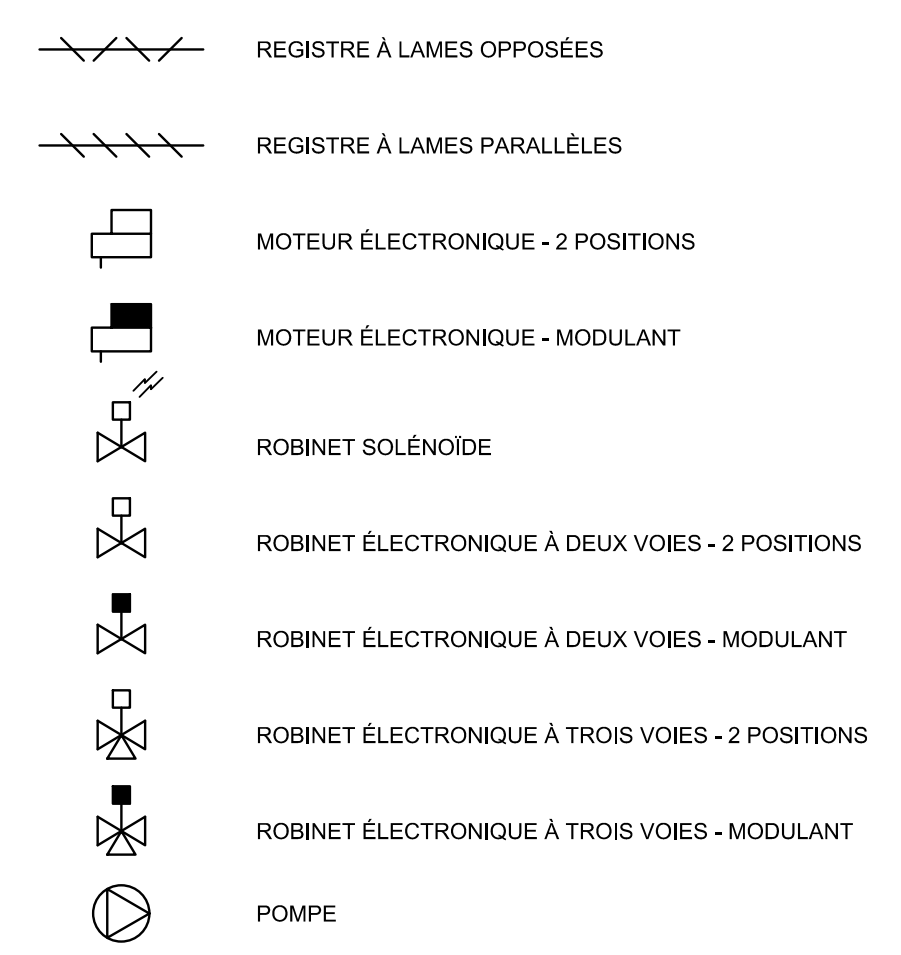 REGISTRE À LAMES OPPOSÉES
REGISTRE À LAMES PARALLÈLES
MOTEUR ÉLECTRONIQUE - 2 POSITIONS
MOTEUR ÉLECTRONIQUE - MODULANT
ROBINET SOLÉNOÏDE
ROBINET ÉLECTRONIQUE À DEUX VOIES - 2 POSITIONS
ROBINET ÉLECTRONIQUE À DEUX VOIES - MODULANT
ROBINET ÉLECTRONIQUE À TROIS VOIES - 2 POSITIONS
ROBINET ÉLECTRONIQUE À TROIS VOIES - MODULANT
POMPE